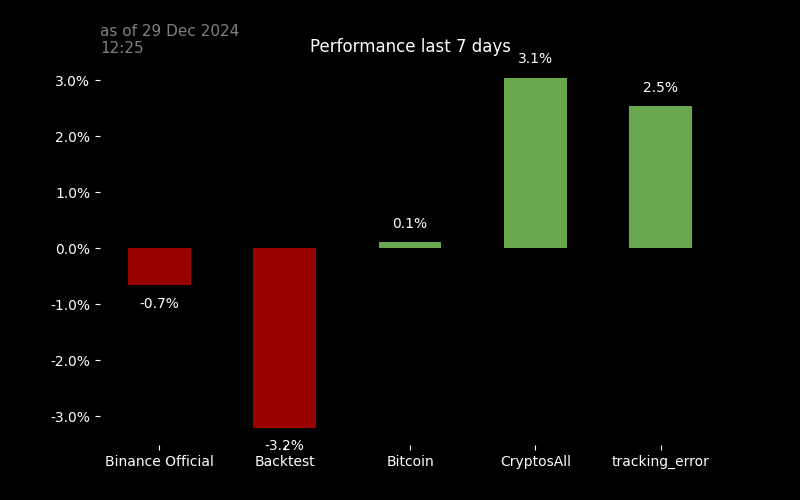 as of 29 Dec 2024
12:25
Performance last 7 days
3.1%
2.5%
0.1%
-0.7%
-3.2%
3.0%
2.0%
1.0%
0.0%
-1.0%
-2.0%
-3.0%
Binance Official
Backtest
Bitcoin
CryptosAll
tracking_error